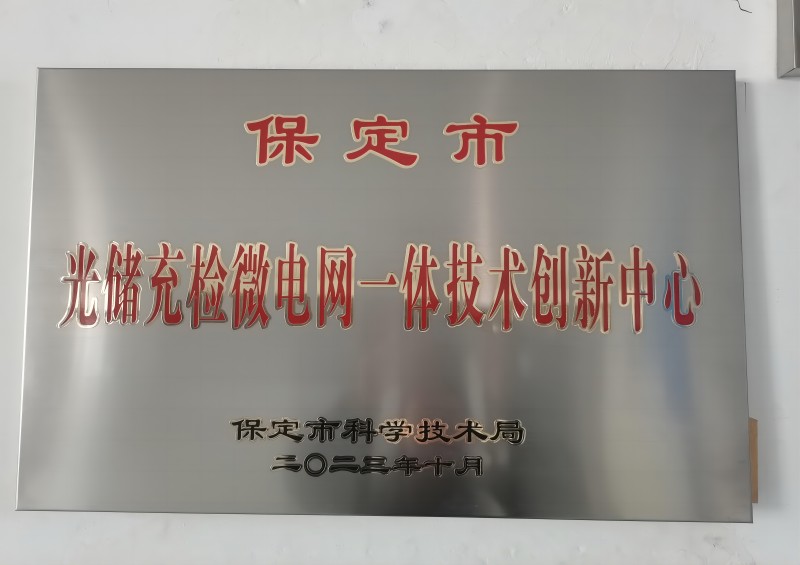 保定市
光储充检微电网一体技术创新中心
保定市科学技术局
二〇二三年十月